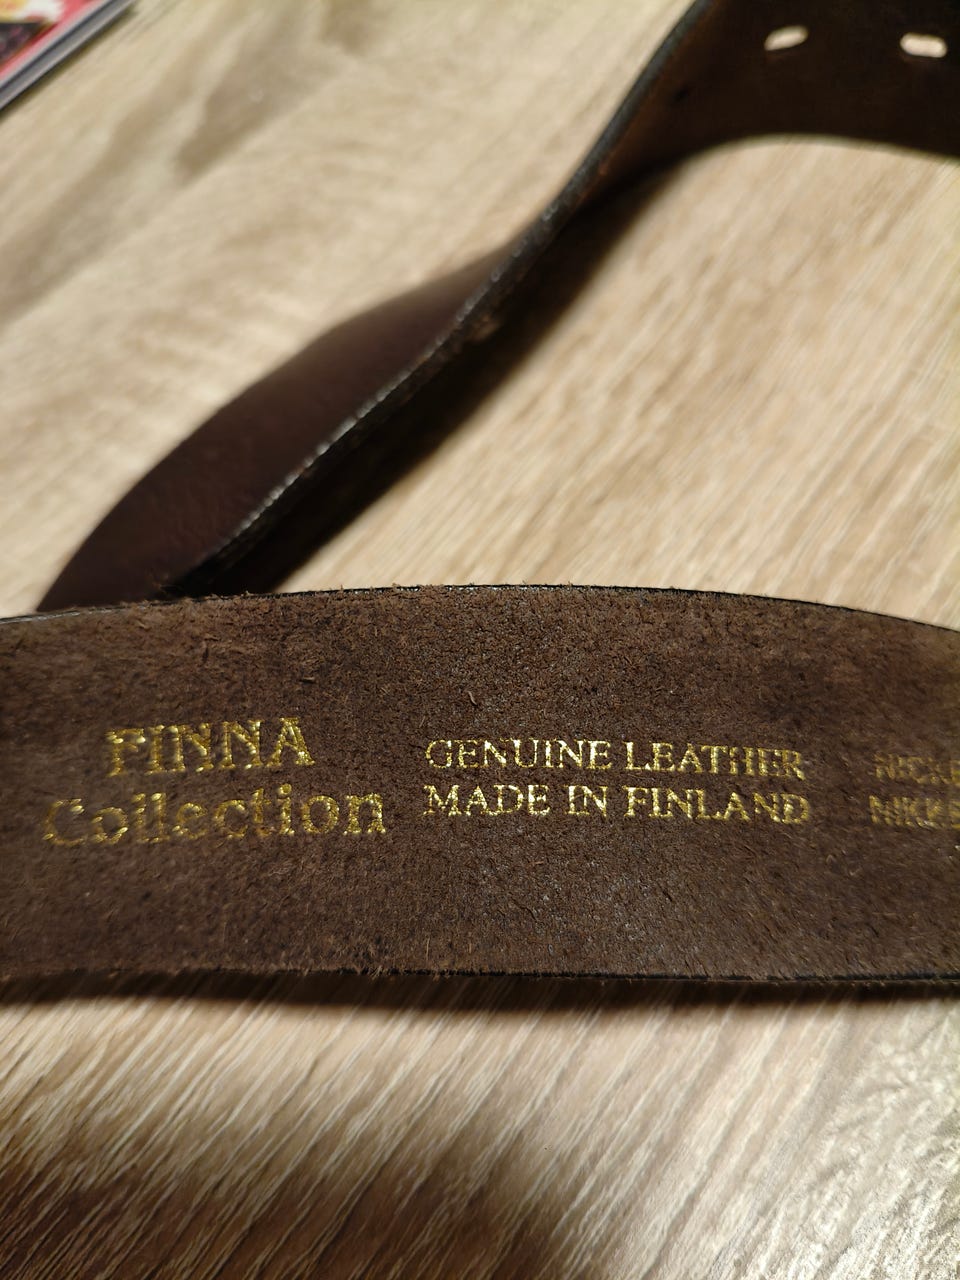 FINNA
Collection
GENUINE LEATHER
MADE IN FINLAND